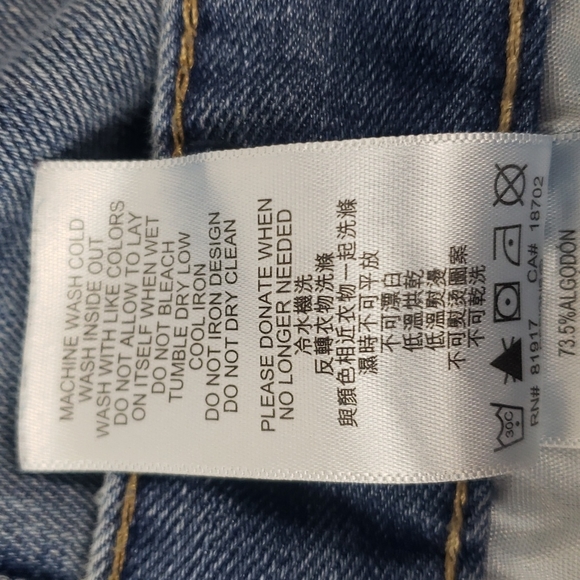 MACHINE WASH COLD
WASH INSIDE OUT
WASH WITH LIKE COLORS
DO NOT ALLOW TO LAY
ON ITSELF WHEN WET
DO NOT BLEACH
TUMBLE DRY LOW
COOL IRON
DO NOT IRON DESIGN
DO NOT DRY CLEAN
PLEASE DONATE WHEN
NO LONGER NEEDED
冷水機洗
反轉衣物洗滌
與顏色相近衣物一起洗滌
濕時不可平放
不可漂白
低溫烘乾
低溫熨燙
不可熨燙圖案
不可乾洗
30C
RN# 81917 CA# 18702
73.5%ALGODON